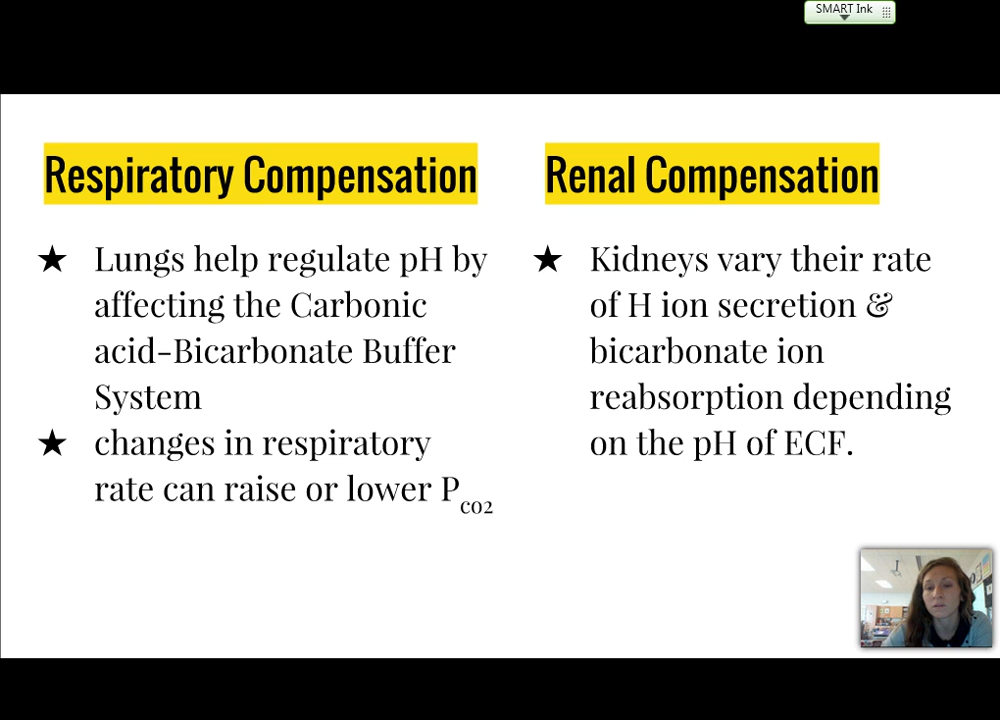 SMART Ink
Respiratory Compensation
★ Lungs help regulate pH by
affecting the Carbonic
acid-Bicarbonate Buffer
System
★ changes in respiratory
rate can raise or lower Pco2
Renal Compensation
★ Kidneys vary their rate
of H ion secretion &
bicarbonate ion
reabsorption depending
on the pH of ECF.